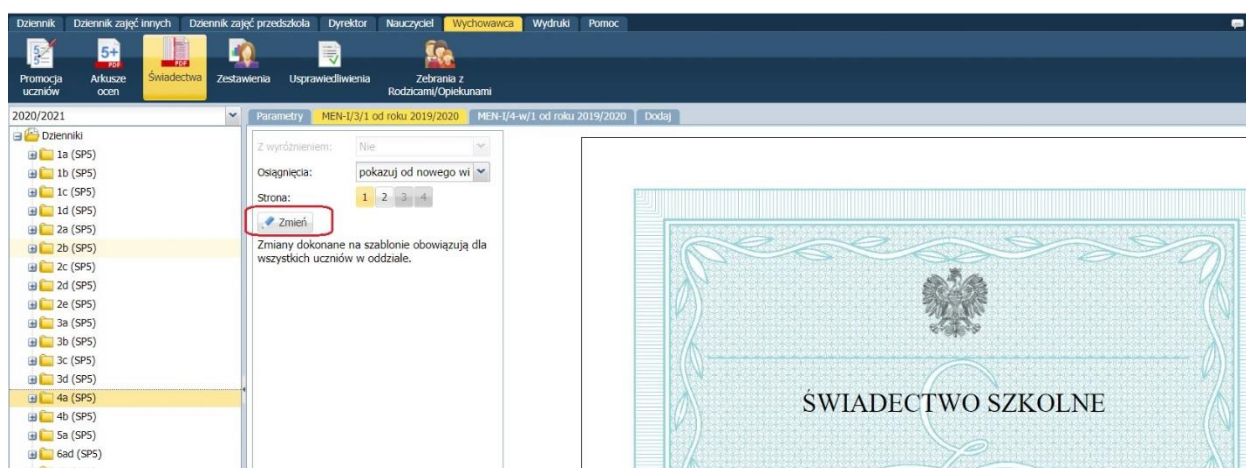 Dziennik Dziennik zajęć innych Dziennik zajęć przedszkola Dyrektor Nauczyciel Wychowawca Wydruki Pomoc
5+
Promocja uczniów
Arkusze ocen
PDF
Świadectwa
PDF
Zestawienia
Usprawiedliwienia
Zebrania z Rodzicami/Opiekunami
2020/2021
Parametry MEN-I/3/1 od roku 2019/2020 MEN-I/4-w/1 od roku 2019/2020 Dodaj
Dzienniki
1a (SP5)
1b (SP5)
1c (SP5)
1d (SP5)
2a (SP5)
2b (SP5)
2c (SP5)
2d (SP5)
2e (SP5)
3a (SP5)
3b (SP5)
3c (SP5)
3d (SP5)
4a (SP5)
4b (SP5)
5a (SP5)
6ad (SP5)
Z wyróżnieniem: Nie
Osiągnięcia: pokazuj od nowego wi
Strona: 1 2 3 4
Zmień
Zmiany dokonane na szablonie obowiązują dla
wszystkich uczniów w oddziale.
ŚWIADECTWO SZKOLNE